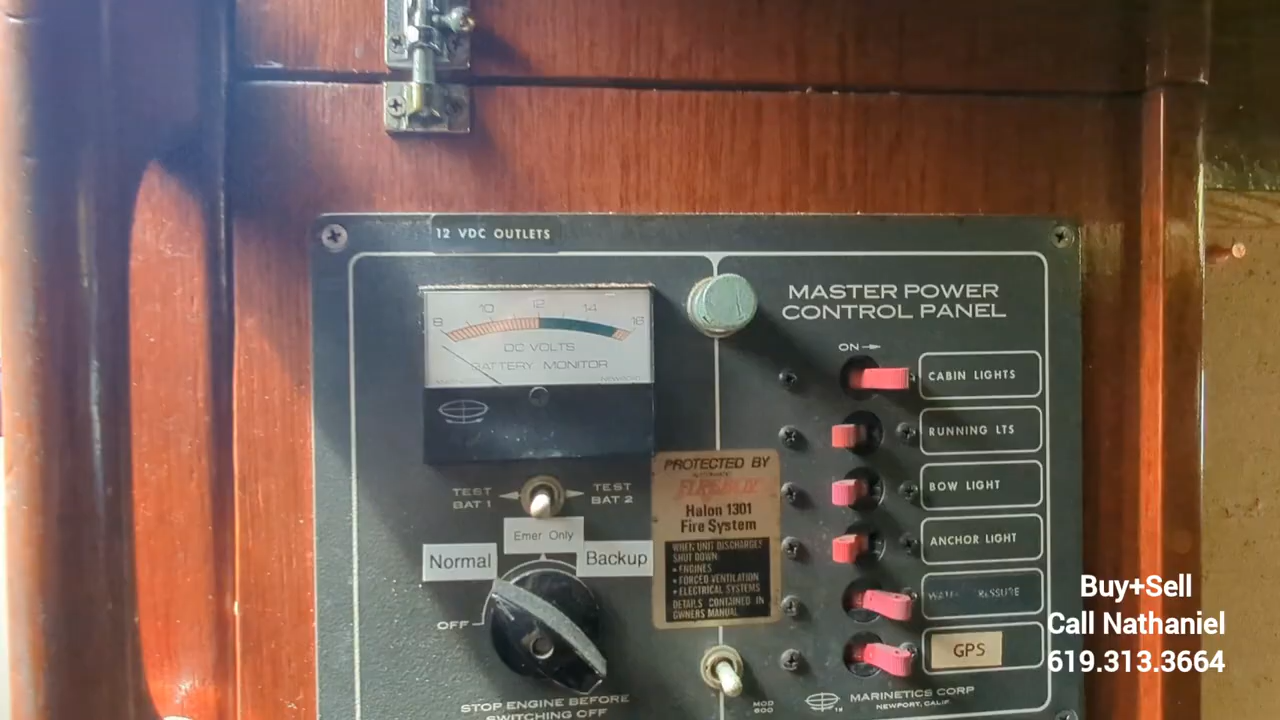 12 VDC OUTLETS
8 10 12 14 16
DC VOLTS
BATTERY MONITOR
TEST
BAT 1
TEST
BAT 2
Emer Only
Normal
Backup
OFF
STOP ENGINE BEFORE
SWITCHING OFF
PROTECTED BY
Halon 1301
Fire System
WHEN UNIT DISCHARGES
SHUT DOWN:
• ENGINES
• FORCED VENTILATION
• ELECTRICAL SYSTEMS
DETAILS CONTAINED IN
OWNERS MANUAL
MASTER POWER
CONTROL PANEL
ON
CABIN LIGHTS
RUNNING LTS
BOW LIGHT
ANCHOR LIGHT
GPS
MOD
600
MARINETICS CORP
NEWPORT, CALIF
TM
Buy+Sell
Call Nathaniel
619.313.3664